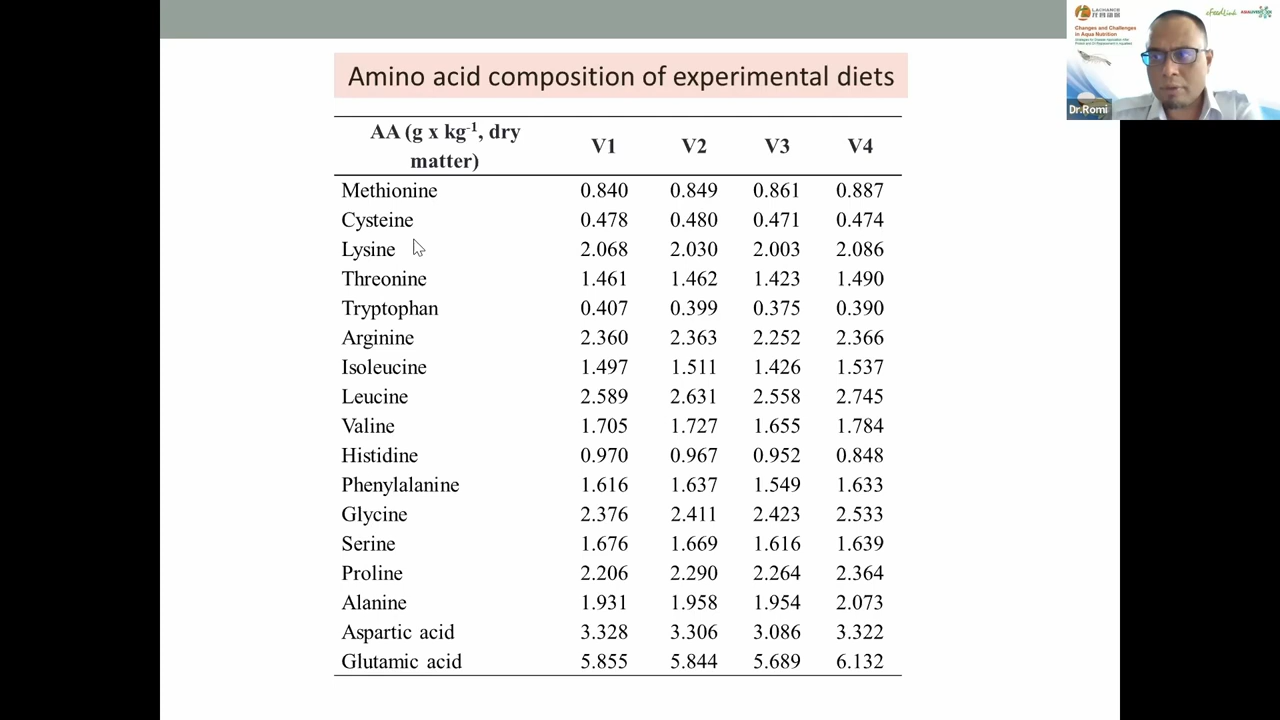 Amino acid composition of experimental diets
AA (g x kg-1, dry matter) V1 V2 V3 V4
Methionine 0.840 0.849 0.861 0.887
Cysteine 0.478 0.480 0.471 0.474
Lysine 2.068 2.030 2.003 2.086
Threonine 1.461 1.462 1.423 1.490
Tryptophan 0.407 0.399 0.375 0.390
Arginine 2.360 2.363 2.252 2.366
Isoleucine 1.497 1.511 1.426 1.537
Leucine 2.589 2.631 2.558 2.745
Valine 1.705 1.727 1.655 1.784
Histidine 0.970 0.967 0.952 0.848
Phenylalanine 1.616 1.637 1.549 1.633
Glycine 2.376 2.411 2.423 2.533
Serine 1.676 1.669 1.616 1.639
Proline 2.206 2.290 2.264 2.364
Alanine 1.931 1.958 1.954 2.073
Aspartic acid 3.328 3.306 3.086 3.322
Glutamic acid 5.855 5.844 5.689 6.132
LACHANCE
Changes and Challenges
in Aqua Nutrition
Dr.Romi